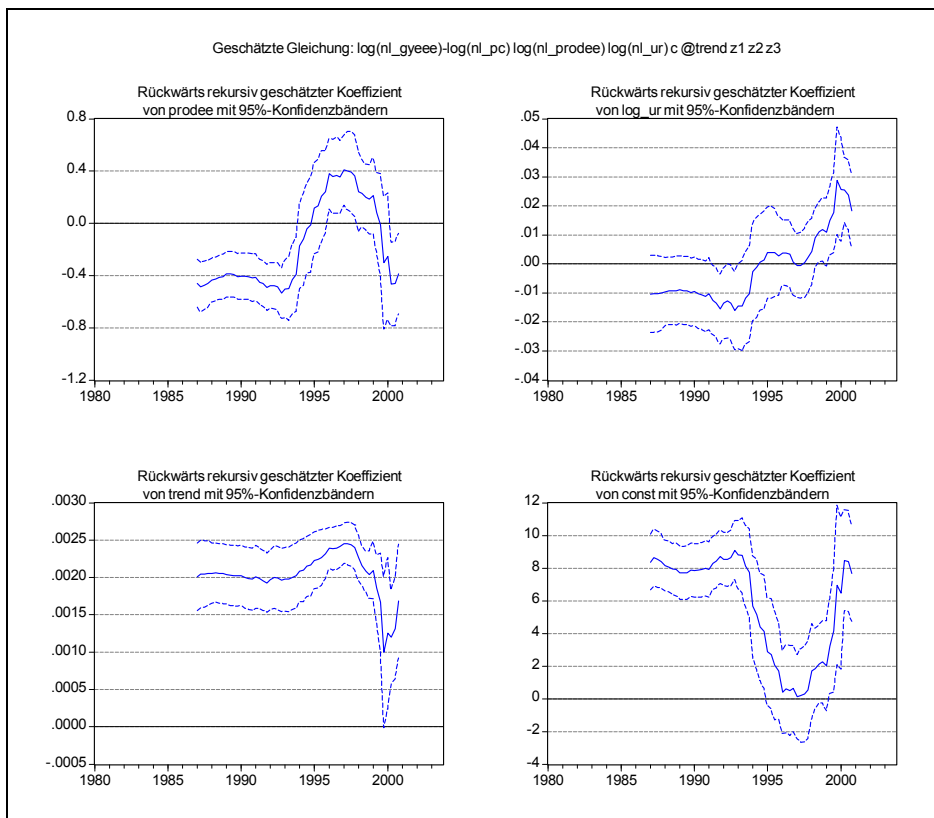 Geschätzte Gleichung: log(nl_gyeee)-log(nl_pc) log(nl_prodee) log(nl_ur) c @trend z1 z2 z3
Rückwärts rekursiv geschätzter Koeffizient
von prodee mit 95%-Konfidenzbändern
0.8
0.4
0.0
-0.4
-0.8
-1.2
1980 1985 1990 1995 2000
Rückwärts rekursiv geschätzter Koeffizient
von log_ur mit 95%-Konfidenzbändern
.05
.04
.03
.02
.01
.00
-.01
-.02
-.03
-.04
1980 1985 1990 1995 2000
Rückwärts rekursiv geschätzter Koeffizient
von trend mit 95%-Konfidenzbändern
.0030
.0025
.0020
.0015
.0010
.0005
.0000
-.0005
1980 1985 1990 1995 2000
Rückwärts rekursiv geschätzter Koeffizient
von const mit 95%-Konfidenzbändern
12
10
8
6
4
2
0
-2
-4
1980 1985 1990 1995 2000